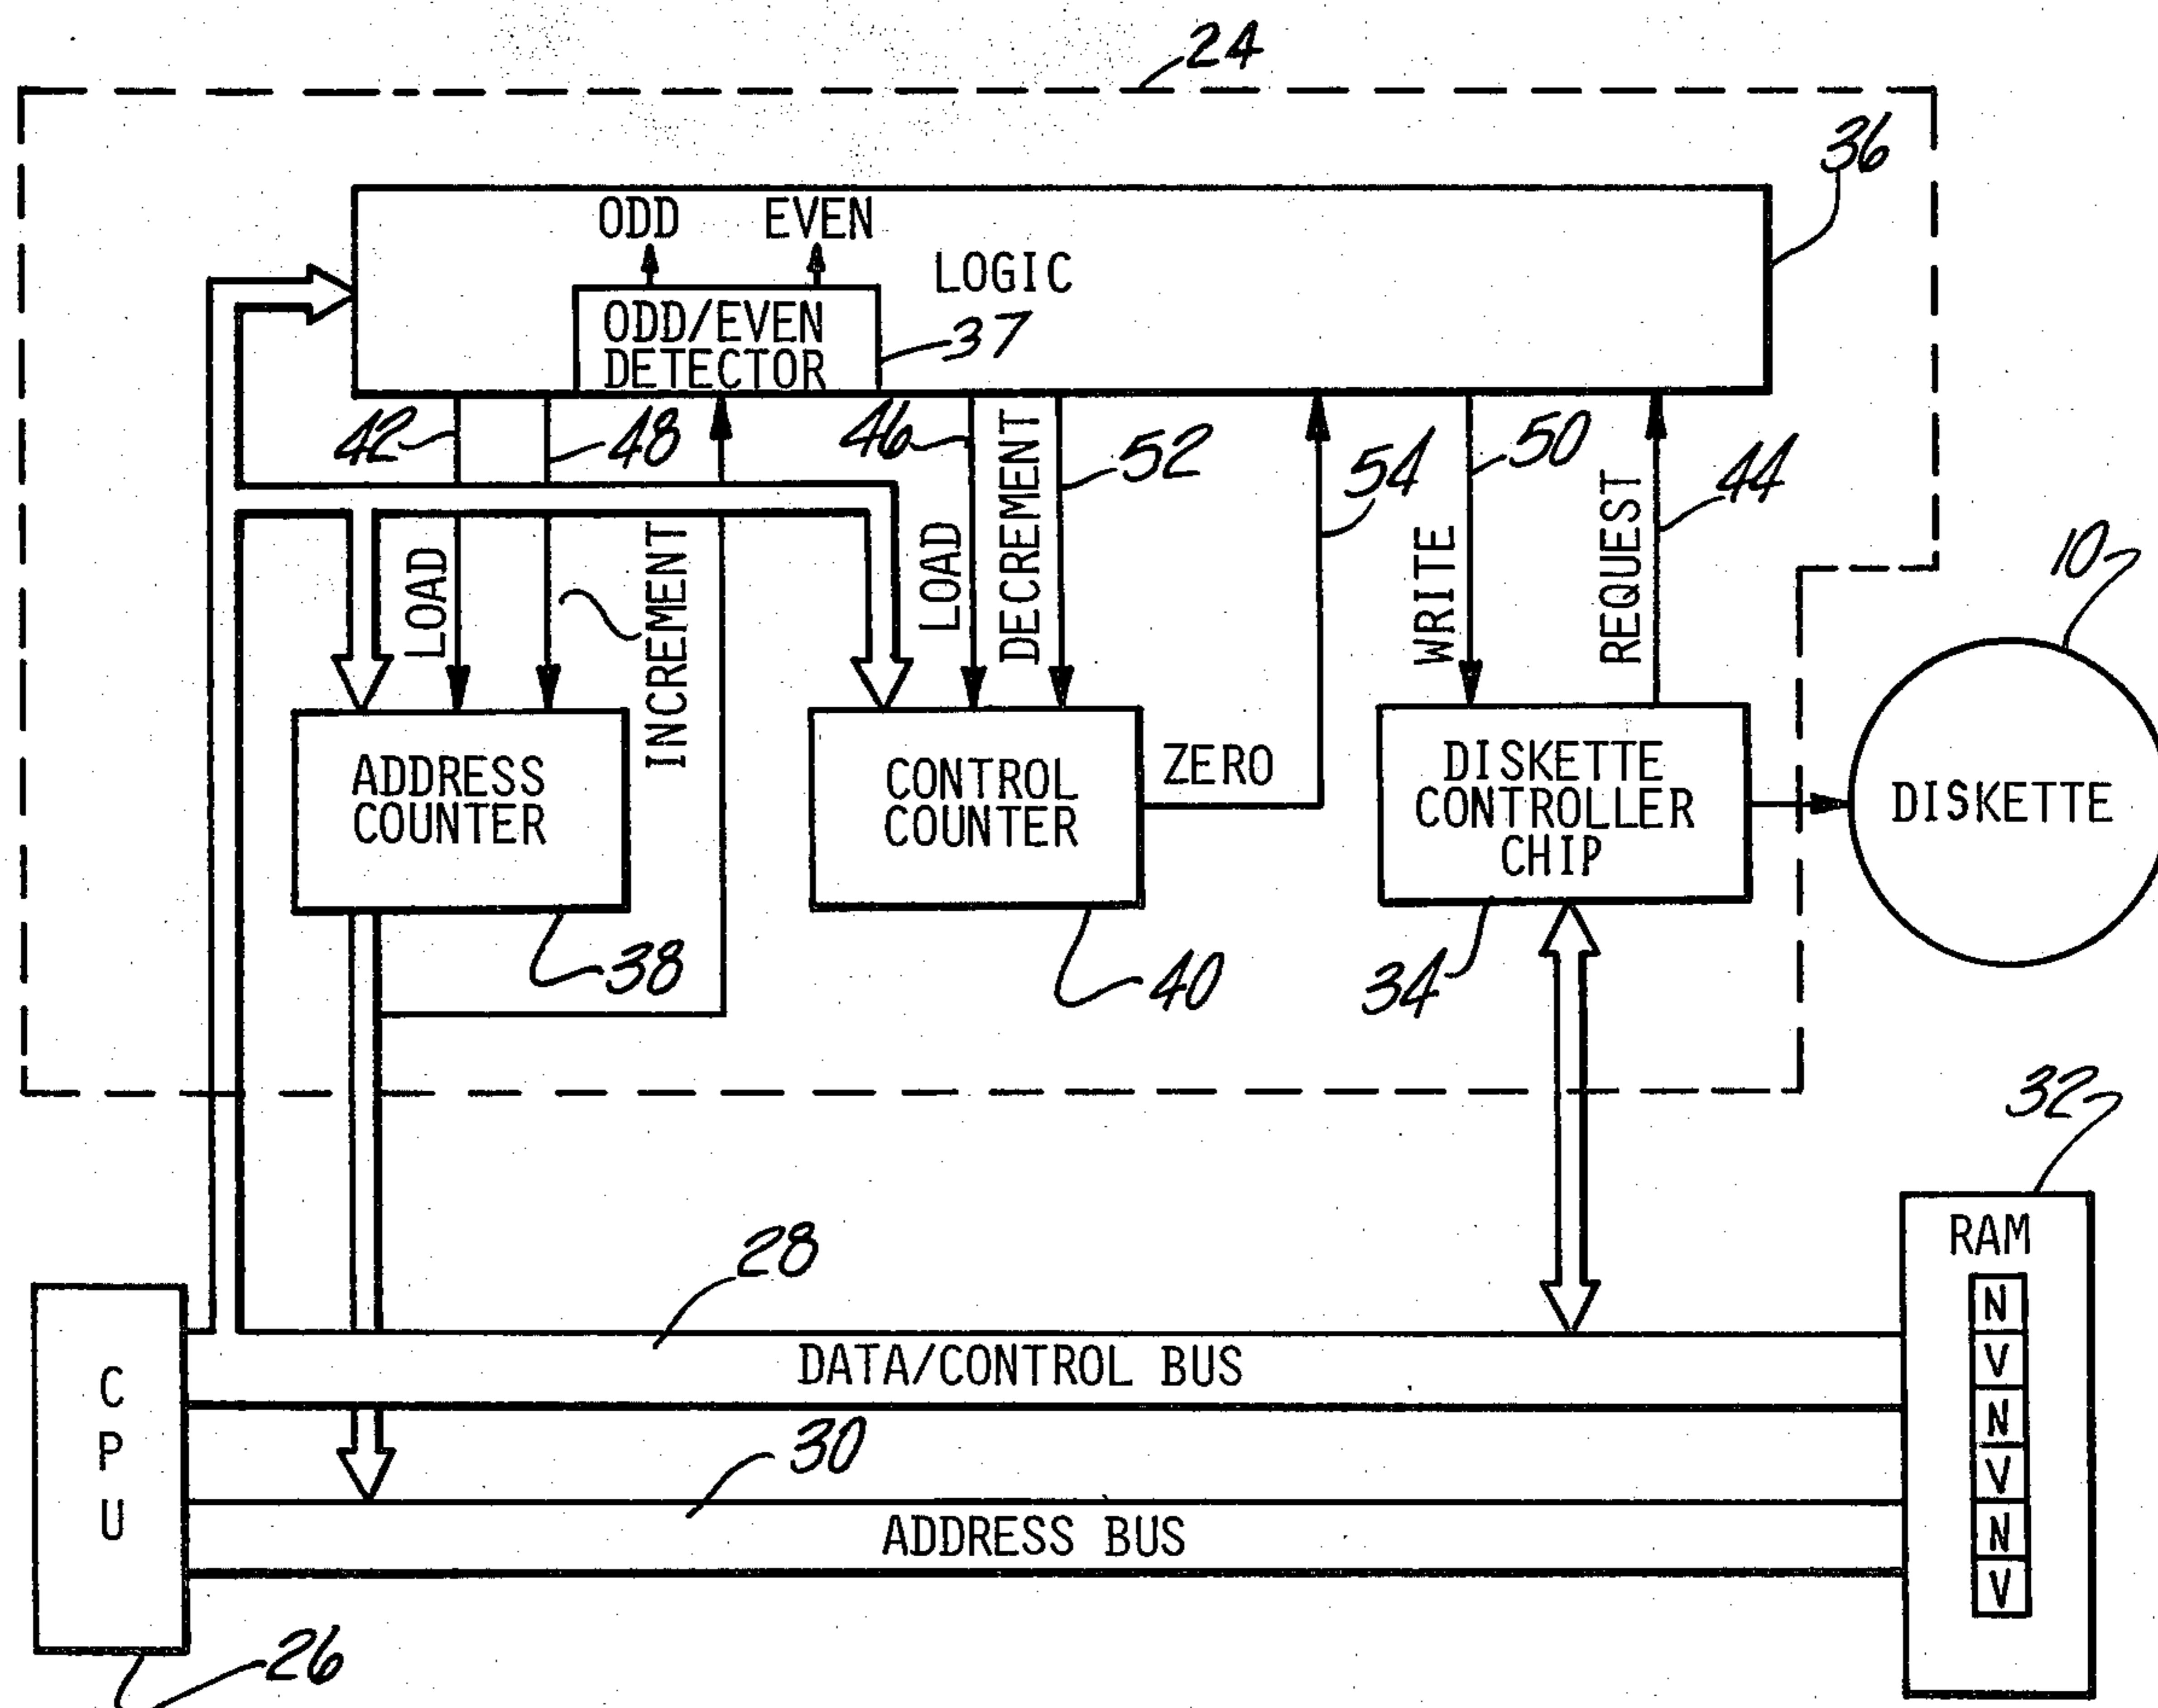 24
36
ODD EVEN
LOGIC
ODD/EVEN
DETECTOR
37
42
48
46
52
54
50
44
LOAD
INCREMENT
LOAD
DECREMENT
WRITE
REQUEST
10
ADDRESS
COUNTER
CONTROL
COUNTER
ZERO
DISKETTE
CONTROLLER
CHIP
DISKETTE
38
40
34
32
RAM
N
V
N
V
N
V
28
DATA/CONTROL BUS
C
P
U
30
ADDRESS BUS
26